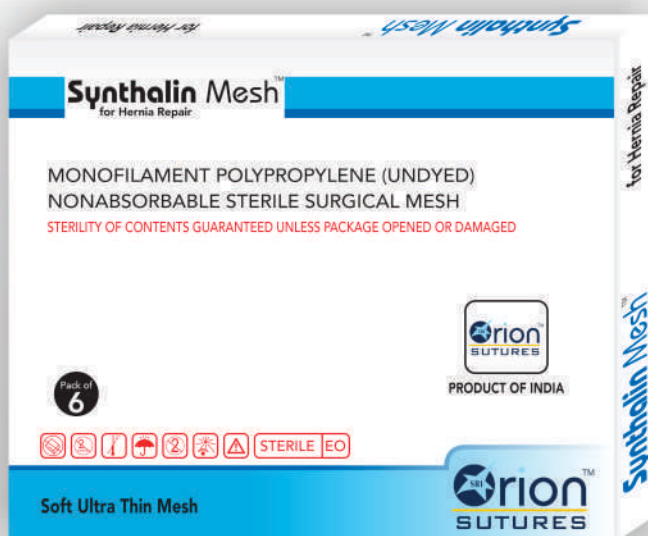 for Hernia Repair
Synthalin Mesh™
Synthalin Mesh™
for Hernia Repair
MONOFILAMENT POLYPROPYLENE (UNDYED)
NONABSORBABLE STERILE SURGICAL MESH
STERILITY OF CONTENTS GUARANTEED UNLESS PACKAGE OPENED OR DAMAGED
Orion™
SUTURES
PRODUCT OF INDIA
Pack of
6
2
STERILE EO
Soft Ultra Thin Mesh
SRI
Orion™
SUTURES
for Hernia Repair
Synthalin Mesh™